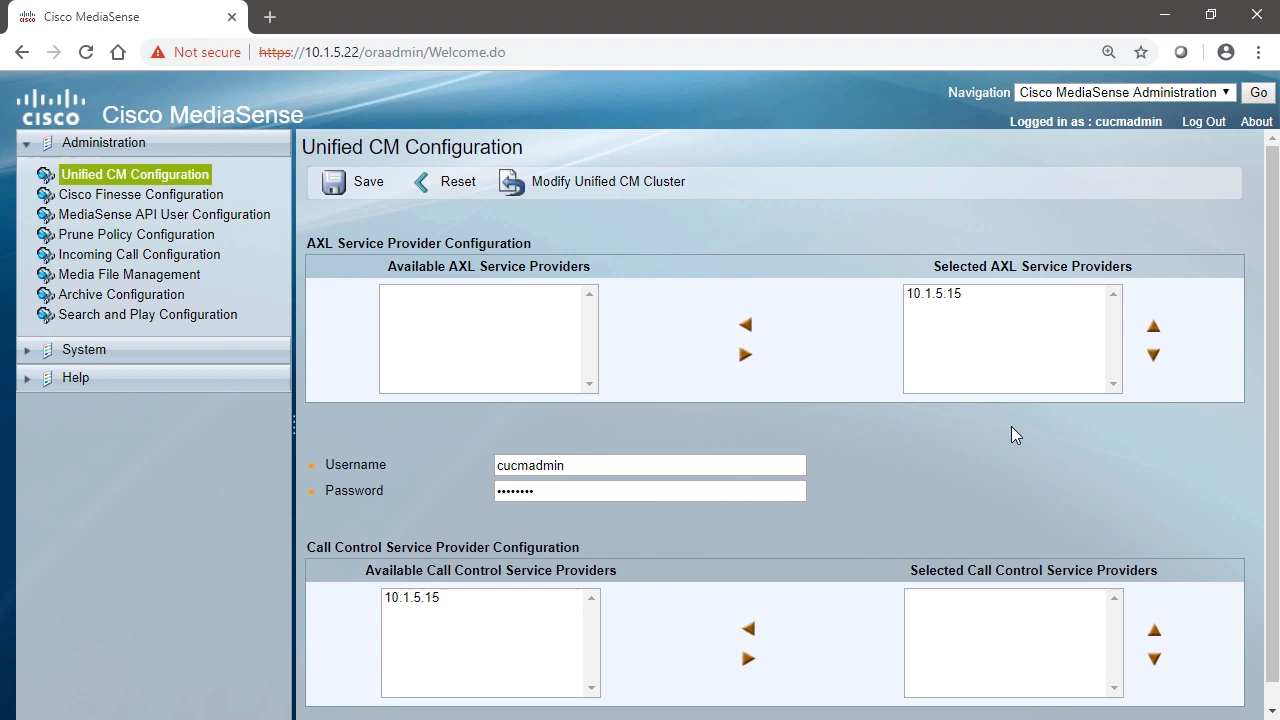 Cisco MediaSense
Not secure
https://10.1.5.22/oraadmin/Welcome.do
cisco
Cisco MediaSense
Navigation Cisco MediaSense Administration Go
Logged in as : cucmadmin Log Out About
Administration
Unified CM Configuration
Cisco Finesse Configuration
MediaSense API User Configuration
Prune Policy Configuration
Incoming Call Configuration
Media File Management
Archive Configuration
Search and Play Configuration
System
Help
Unified CM Configuration
Save Reset Modify Unified CM Cluster
AXL Service Provider Configuration
Available AXL Service Providers Selected AXL Service Providers
10.1.5.15
Username cucmadmin
Password ••••••••
Call Control Service Provider Configuration
Available Call Control Service Providers Selected Call Control Service Providers
10.1.5.15